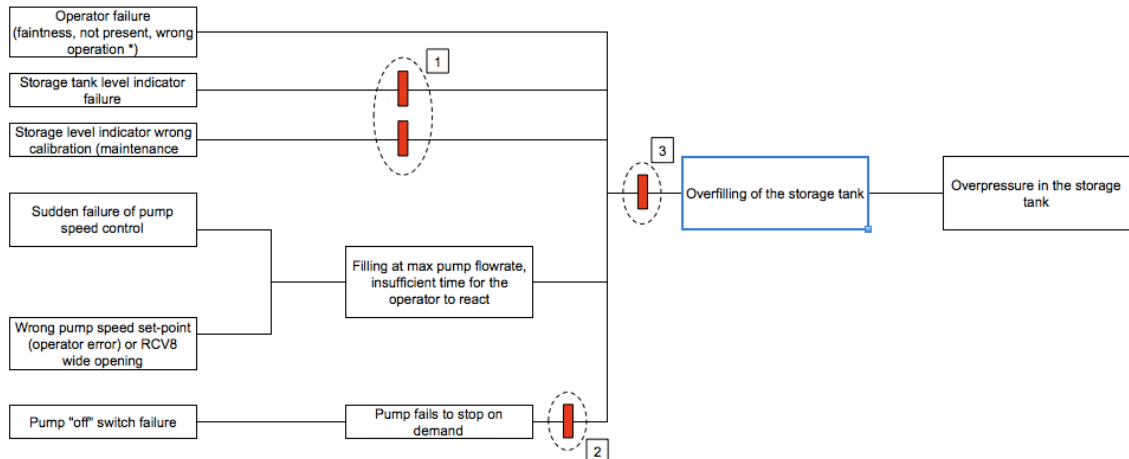 Operator failure
(faintness, not present, wrong
operation *)
1
Storage tank level indicator
failure
Storage level indicator wrong
calibration (maintenance
3
Overfilling of the storage tank
Overpressure in the storage
tank
Sudden failure of pump
speed control
Filling at max pump flowrate,
insufficient time for the
operator to react
Wrong pump speed set-point
(operator error) or RCV8
wide opening
Pump "off" switch failure
Pump fails to stop on
demand
2